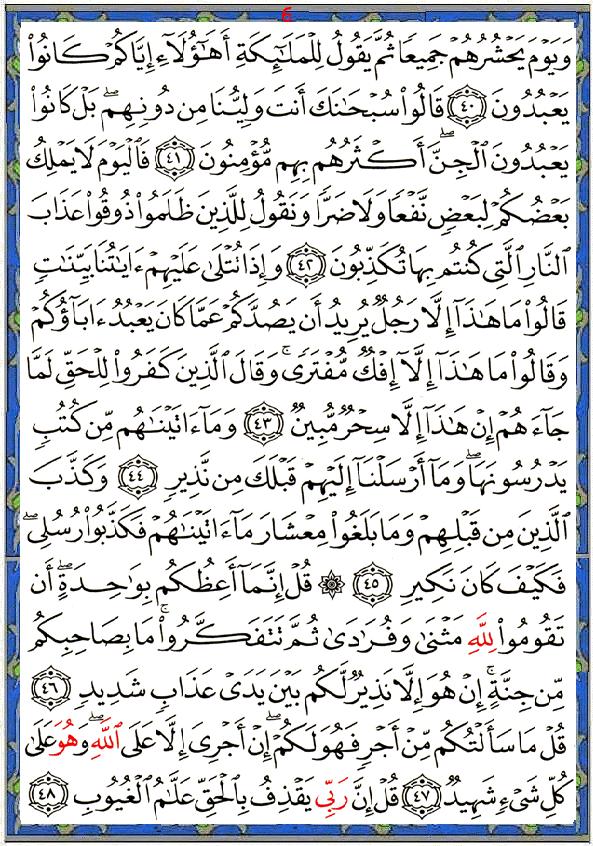 6
وَيَوْمَ يَحْشُرُهُمْ جَمِيعًا ثُمَّ يَقُولُ لِلْمَلَـٰٓئِكَةِ أَهَـٰٓؤُلَآءِ إِيَّاكُمْ كَانُوا۟
يَعْبُدُونَ ٤٠ قَالُوا۟ سُبْحَـٰنَكَ أَنتَ وَلِيُّنَا مِن دُونِهِم ۖ بَلْ كَانُوا۟
يَعْبُدُونَ ٱلْجِنَّ ۖ أَكْثَرُهُم بِهِم مُّؤْمِنُونَ ٤١ فَٱلْيَوْمَ لَا يَمْلِكُ
بَعْضُكُمْ لِبَعْضٍ نَّفْعًا وَلَا ضَرًّا وَنَقُولُ لِلَّذِينَ ظَلَمُوا۟ ذُوقُوا۟ عَذَابَ
ٱلنَّارِ ٱلَّتِى كُنتُم بِهَا تُكَذِّبُونَ ٤٢ وَإِذَا تُتْلَىٰ عَلَيْهِمْ ءَايَـٰتُنَا بَيِّنَـٰتٍ
قَالُوا۟ مَا هَـٰذَآ إِلَّا رَجُلٌ يُرِيدُ أَن يَصُدَّكُمْ عَمَّا كَانَ يَعْبُدُ ءَابَآؤُكُمْ
وَقَالُوا۟ مَا هَـٰذَآ إِلَّآ إِفْكٌ مُّفْتَرًى ۚ وَقَالَ ٱلَّذِينَ كَفَرُوا۟ لِلْحَقِّ لَمَّا
جَآءَهُمْ إِنْ هَـٰذَآ إِلَّا سِحْرٌ مُّبِينٌ ٤٣ وَمَآ ءَاتَيْنَـٰهُم مِّن كُتُبٍ
يَدْرُسُونَهَا ۖ وَمَآ أَرْسَلْنَآ إِلَيْهِمْ قَبْلَكَ مِن نَّذِيرٍ ٤٤ وَكَذَّبَ
ٱلَّذِينَ مِن قَبْلِهِمْ وَمَا بَلَغُوا۟ مِعْشَارَ مَآ ءَاتَيْنَـٰهُمْ فَكَذَّبُوا۟ رُسُلِى ۖ
فَكَيْفَ كَانَ نَكِيرِ ٤٥ ۞ قُلْ إِنَّمَآ أَعِظُكُم بِوَٰحِدَةٍ ۖ أَن
تَقُومُوا۟ لِلَّهِ مَثْنَىٰ وَفُرَٰدَىٰ ثُمَّ تَتَفَكَّرُوا۟ ۚ مَا بِصَاحِبِكُم
مِّن جِنَّةٍ ۚ إِنْ هُوَ إِلَّا نَذِيرٌ لَّكُم بَيْنَ يَدَىْ عَذَابٍ شَدِيدٍ ٤٦
قُلْ مَا سَأَلْتُكُم مِّنْ أَجْرٍ فَهُوَ لَكُمْ ۖ إِنْ أَجْرِىَ إِلَّا عَلَى ٱللَّهِ ۖ وَهُوَ عَلَىٰ
كُلِّ شَىْءٍ شَهِيدٌ ٤٧ قُلْ إِنَّ رَبِّى يَقْذِفُ بِٱلْحَقِّ عَلَّـٰمُ ٱلْغُيُوبِ ٤٨